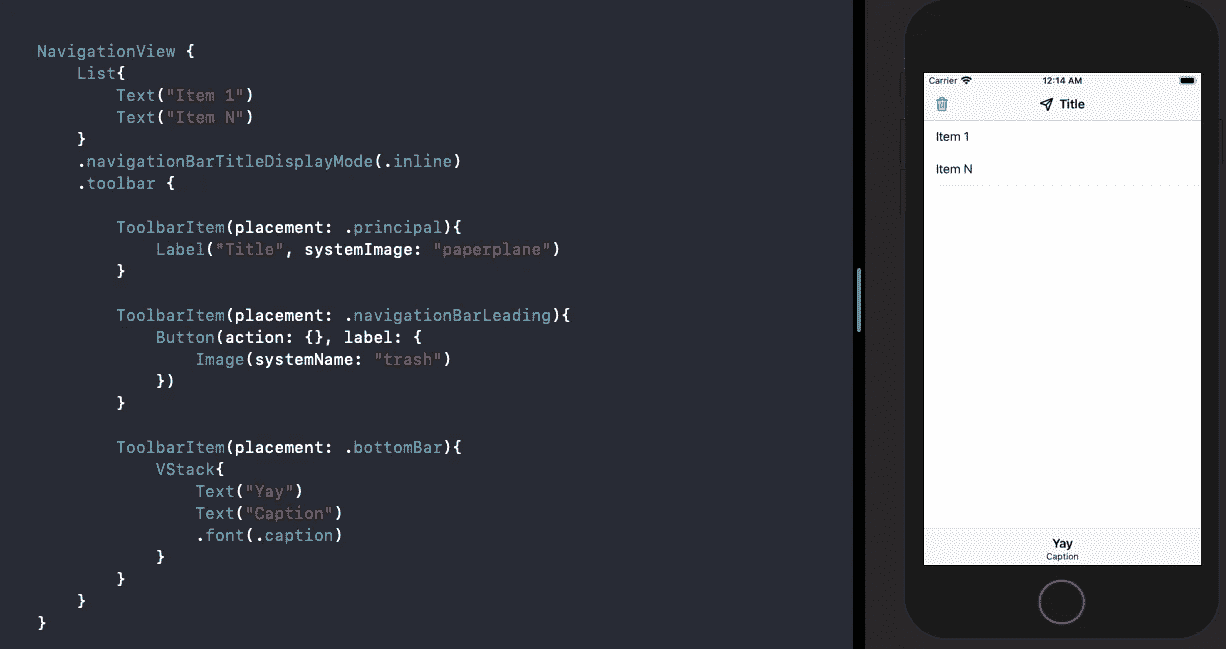 NavigationView {
List{
Text("Item 1")
Text("Item N")
}
.navigationBarTitleDisplayMode(.inline)
.toolbar {
ToolbarItem(placement: .principal){
Label("Title", systemImage: "paperplane")
}
ToolbarItem(placement: .navigationBarLeading){
Button(action: {}, label: {
Image(systemName: "trash")
})
}
ToolbarItem(placement: .bottomBar){
VStack{
Text("Yay")
Text("Caption")
.font(.caption)
}
}
}
}
Carrier 12:14 AM
Title
Item 1
Item N
Yay
Caption